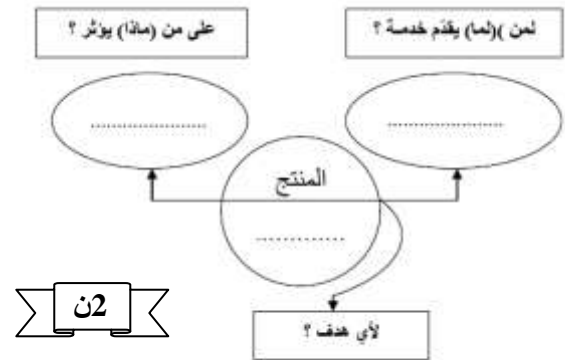 لمن )(لما) يقدّم خدمة ؟
على من (ماذا) يؤثر ؟
....................
....................
المنتج
.............
2ن
لأي هدف ؟